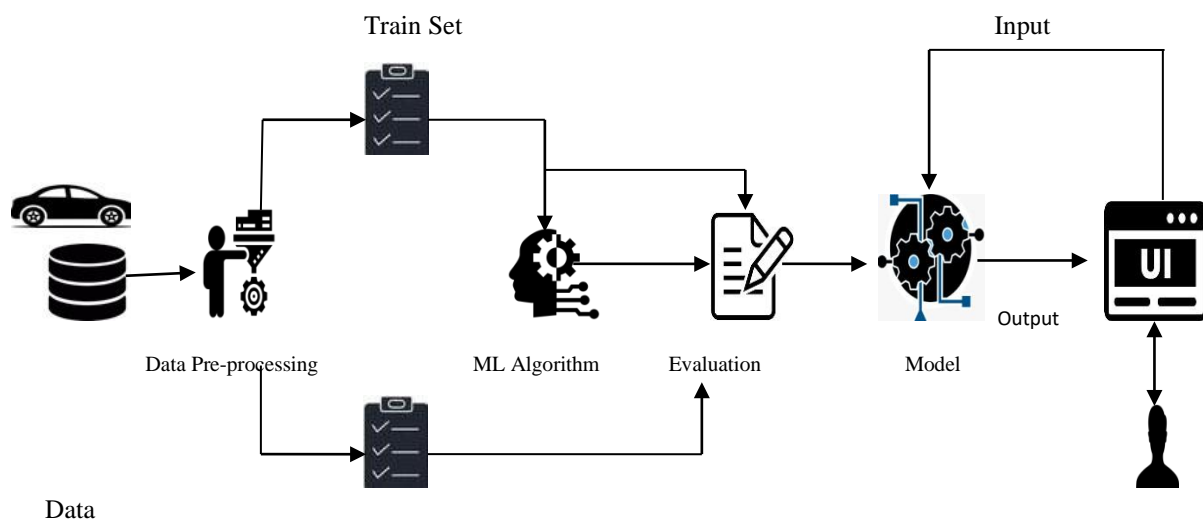 Train Set
Input
UI
Output
Data Pre-processing
ML Algorithm
Evaluation
Model
Data